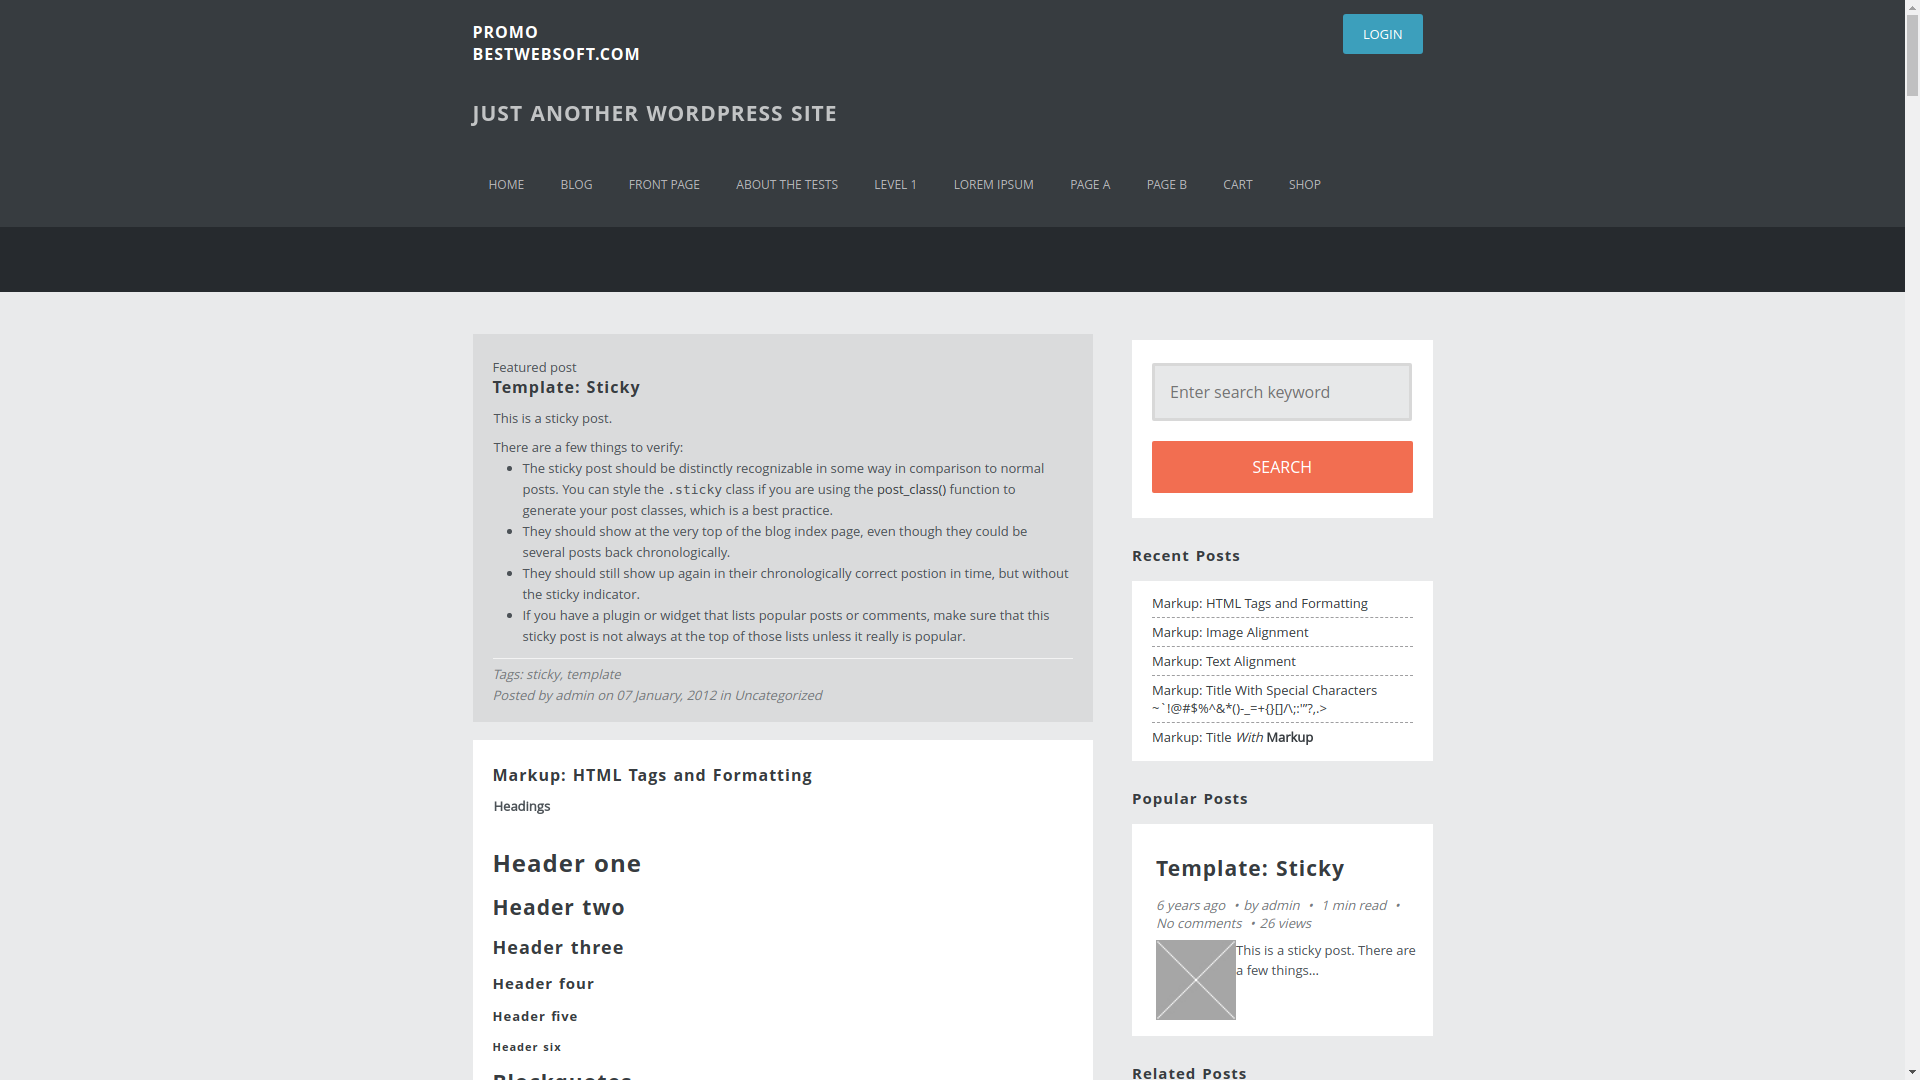 PROMO
BESTWEBSOFT.COM
LOGIN
JUST ANOTHER WORDPRESS SITE
HOME BLOG FRONT PAGE ABOUT THE TESTS LEVEL 1 LOREM IPSUM PAGE A PAGE B CART SHOP
Featured post
Template: Sticky
This is a sticky post.
There are a few things to verify:
• The sticky post should be distinctly recognizable in some way in comparison to normal
posts. You can style the .sticky class if you are using the post_class() function to
generate your post classes, which is a best practice.
• They should show at the very top of the blog index page, even though they could be
several posts back chronologically.
• They should still show up again in their chronologically correct postion in time, but without
the sticky indicator.
• If you have a plugin or widget that lists popular posts or comments, make sure that this
sticky post is not always at the top of those lists unless it really is popular.
Tags: sticky, template
Posted by admin on 07 January, 2012 in Uncategorized
Markup: HTML Tags and Formatting
Headings
Header one
Header two
Header three
Header four
Header five
Header six
Blockquotes
Enter search keyword
SEARCH
Recent Posts
Markup: HTML Tags and Formatting
Markup: Image Alignment
Markup: Text Alignment
Markup: Title With Special Characters
~`!@#$%^&*()-_=+{}[]/\;:'"?,.>
Markup: Title With Markup
Popular Posts
Template: Sticky
6 years ago • by admin • 1 min read •
No comments • 26 views
This is a sticky post. There are
a few things...
Related Posts